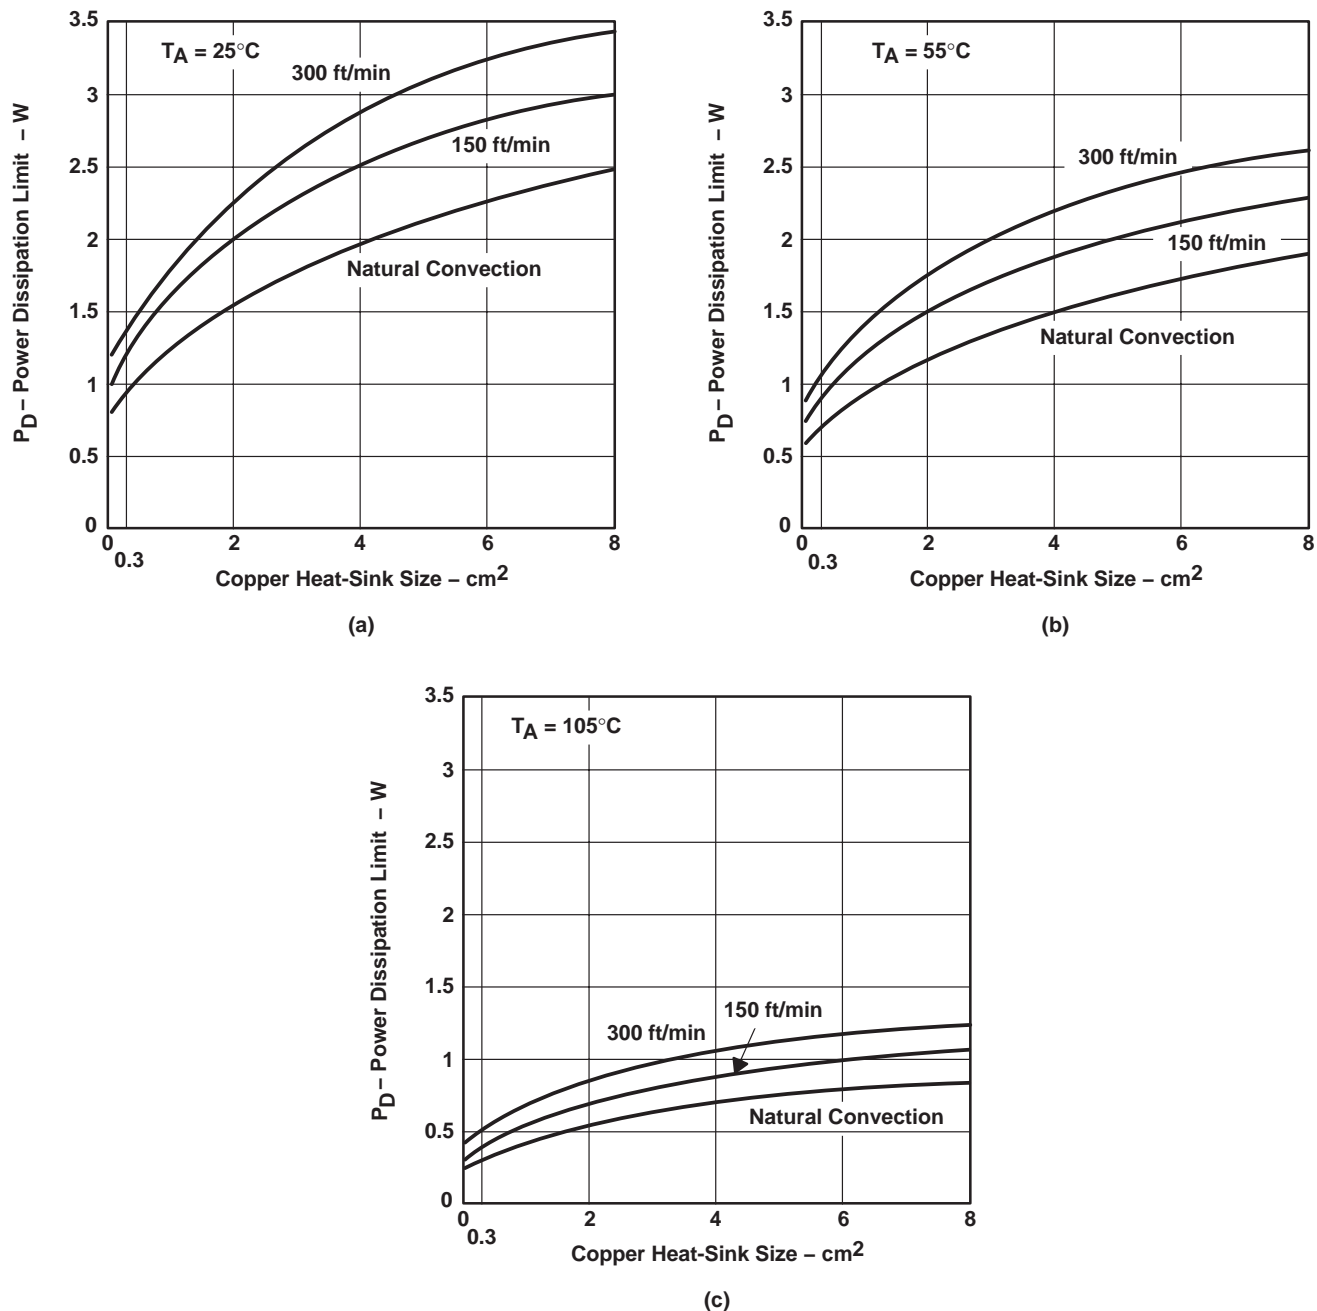 3.5
3
2.5
2
1.5
1
0.5
0
PD – Power Dissipation Limit – W
TA = 25°C
300 ft/min
150 ft/min
Natural Convection
0 2 4 6 8
0.3
Copper Heat-Sink Size – cm2
(a)
3.5
3
2.5
2
1.5
1
0.5
0
PD – Power Dissipation Limit – W
TA = 55°C
300 ft/min
150 ft/min
Natural Convection
0 2 4 6 8
0.3
Copper Heat-Sink Size – cm2
(b)
3.5
3
2.5
2
1.5
1
0.5
0
PD – Power Dissipation Limit – W
TA = 105°C
150 ft/min
300 ft/min
Natural Convection
0 2 4 6 8
0.3
Copper Heat-Sink Size – cm2
(c)